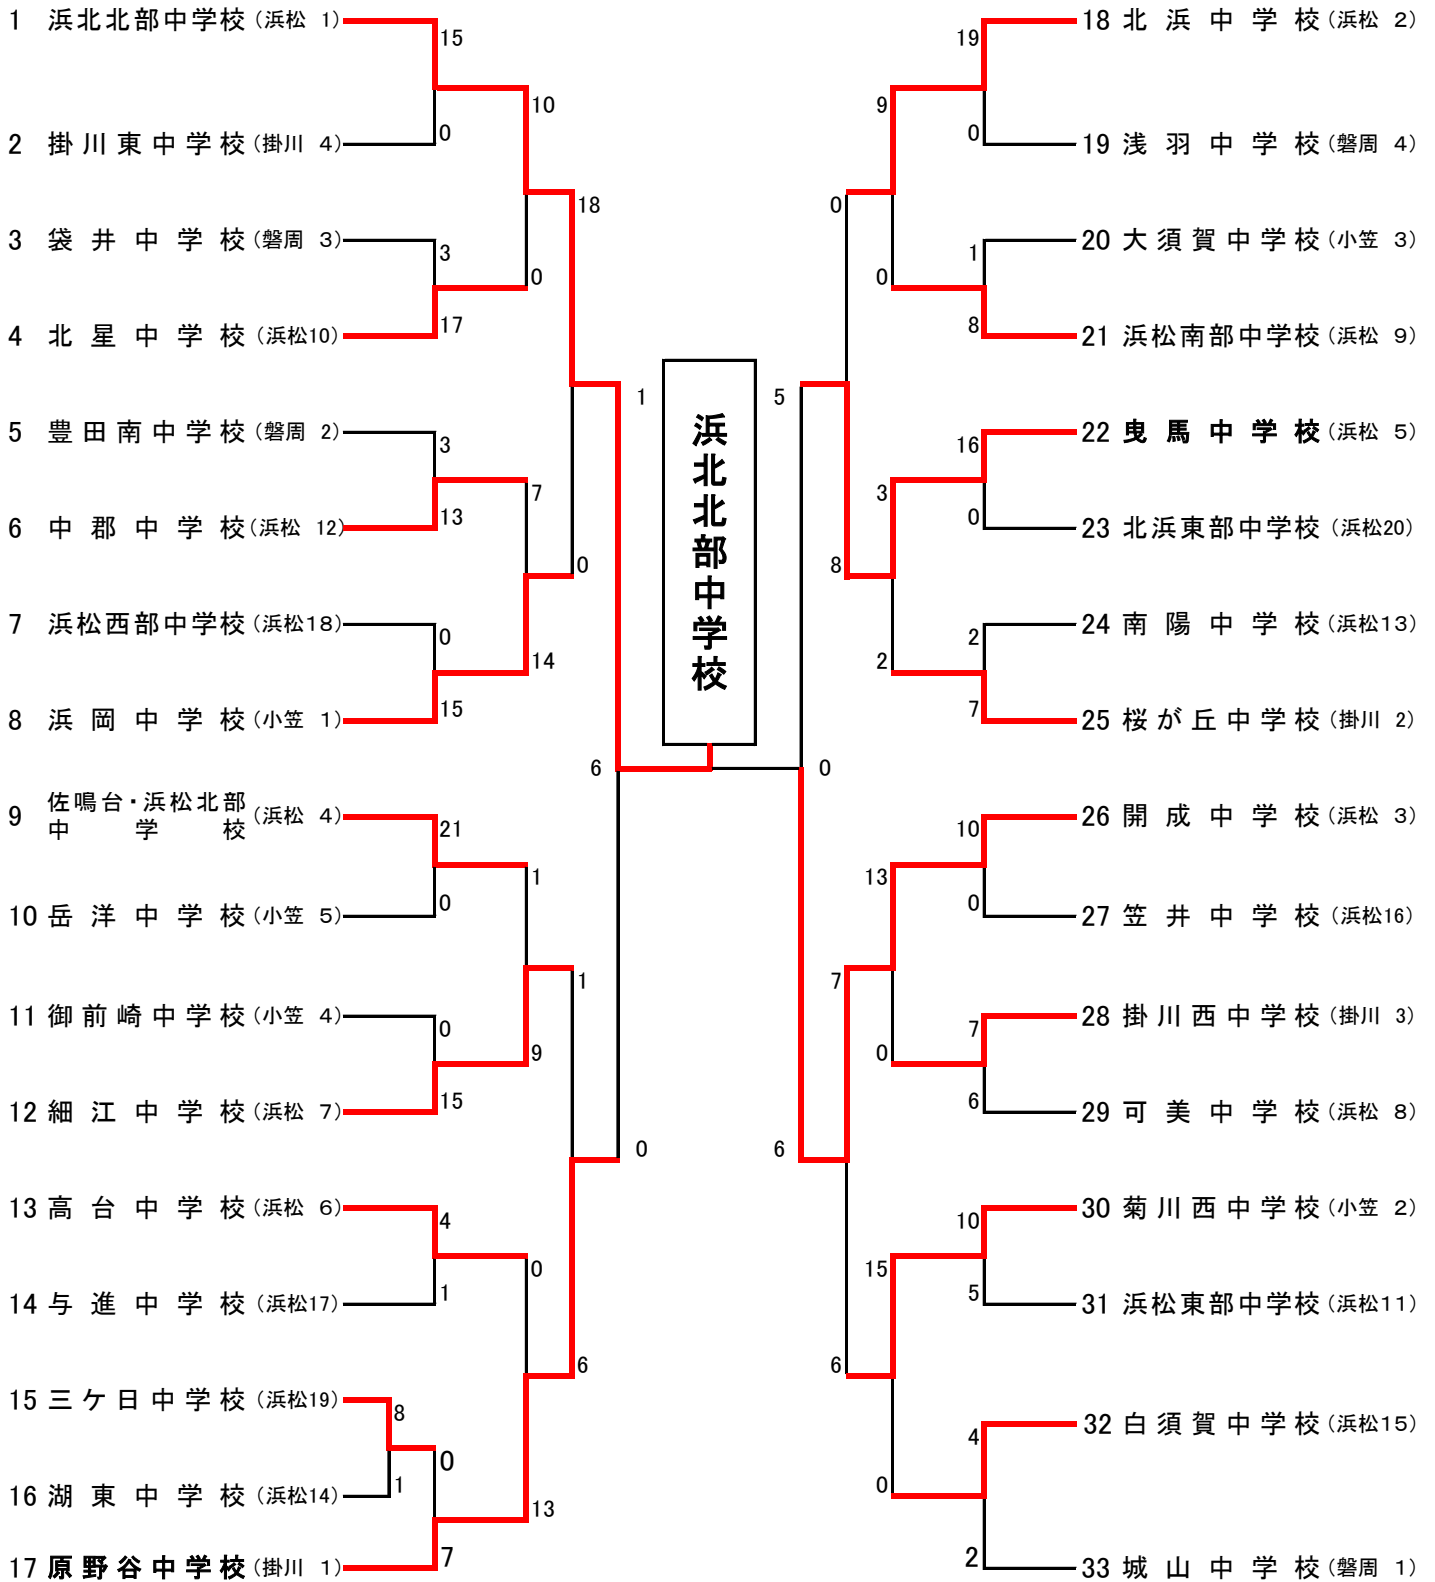 1 浜北北部中学校（浜松 1）
15
0
2 掛川東中学校（掛川 4）
10
3 袋井中学校（磐周 3）
3
17
4 北星中学校（浜松10）
0
18
5 豊田南中学校（磐周 2）
3
13
6 中郡中学校（浜松 12）
7
7 浜松西部中学校（浜松18）
0
15
8 浜岡中学校（小笠 1）
14
0
1
9 佐鳴台・浜松北部
中学校（浜松 4）
21
0
10 岳洋中学校（小笠 5）
1
11 御前崎中学校（小笠 4）
0
15
12 細江中学校（浜松 7）
9
1
13 高台中学校（浜松 6）
4
1
14 与進中学校（浜松17）
0
15 三ケ日中学校（浜松19）
8
1
16 湖東中学校（浜松14）
0
7
17 原野谷中学校（掛川 1）
13
6
0
6
浜北北部中学校
0
18 北浜中学校（浜松 2）
19
0
19 浅羽中学校（磐周 4）
9
20 大須賀中学校（小笠 3）
1
8
21 浜松南部中学校（浜松 9）
0
0
22 曳馬中学校（浜松 5）
16
0
23 北浜東部中学校（浜松20）
3
24 南陽中学校（浜松13）
2
7
25 桜が丘中学校（掛川 2）
2
8
5
26 開成中学校（浜松 3）
10
0
27 笠井中学校（浜松16）
13
28 掛川西中学校（掛川 3）
7
6
29 可美中学校（浜松 8）
0
7
30 菊川西中学校（小笠 2）
10
5
31 浜松東部中学校（浜松11）
15
32 白須賀中学校（浜松15）
4
2
33 城山中学校（磐周 1）
0
6
6